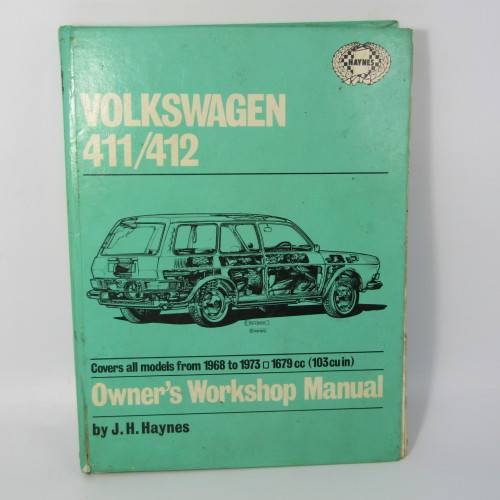 HAYNES
VOLKSWAGEN
411/412
Covers all models from 1968 to 1973 □ 1679 cc (103 cu in)
Owner's Workshop Manual
by J. H. Haynes